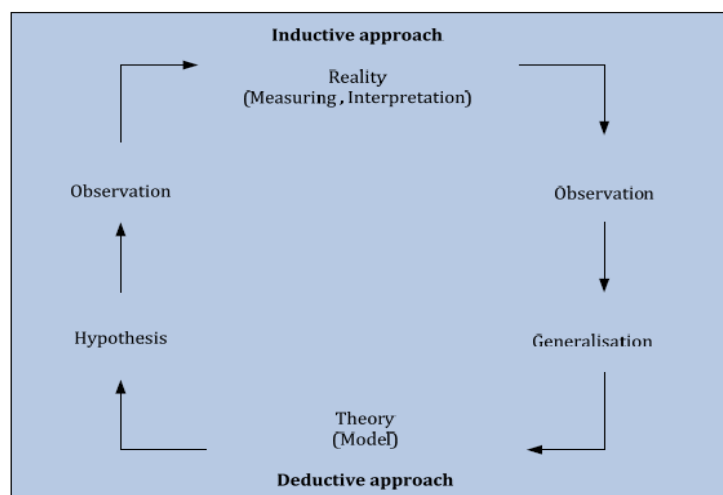 Inductive approach
Reality
(Measuring , Interpretation)
Observation
Observation
Hypothesis
Generalisation
Theory
(Model)
Deductive approach